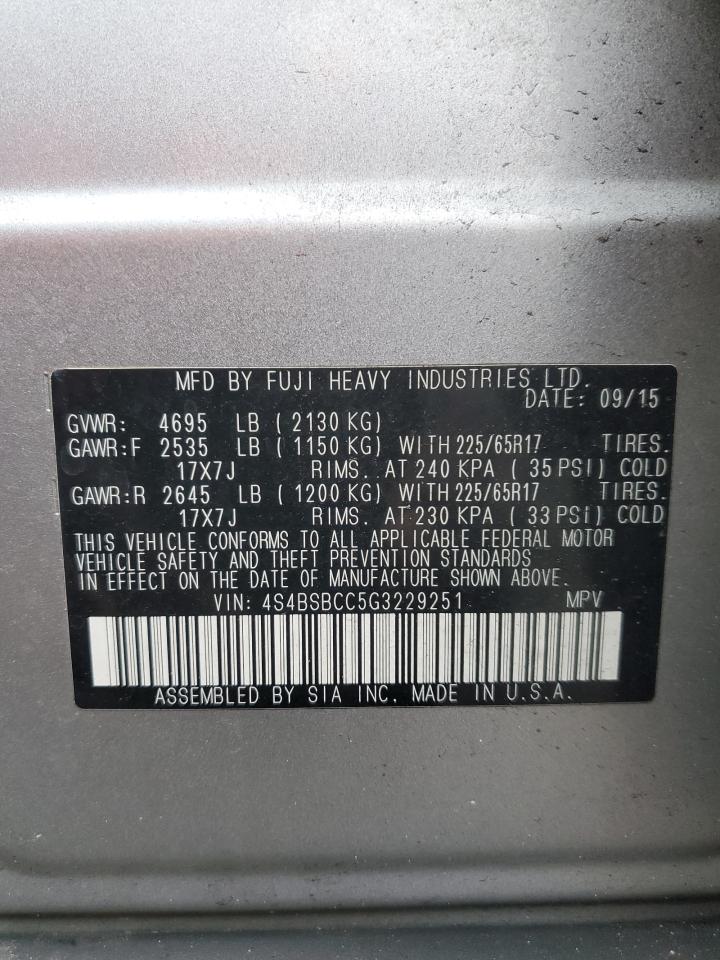 MFD BY FUJI HEAVY INDUSTRIES LTD.
DATE: 09/15
GVWR: 4695 LB ( 2130 KG)
GAWR:F 2535 LB ( 1150 KG) WITH 225/65R17 TIRES.
17X7J RIMS. AT 240 KPA ( 35 PSI) COLD
GAWR:R 2645 LB ( 1200 KG) WITH 225/65R17 TIRES.
17X7J RIMS. AT 230 KPA ( 33 PSI) COLD
THIS VEHICLE CONFORMS TO ALL APPLICABLE FEDERAL MOTOR
VEHICLE SAFETY AND THEFT PREVENTION STANDARDS
IN EFFECT ON THE DATE OF MANUFACTURE SHOWN ABOVE.
VIN: 4S4BSBCC5G3229251 MPV
ASSEMBLED BY SIA INC. MADE IN U.S.A.